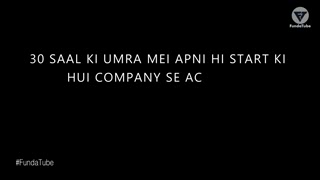 FundaTube
30 SAAL KI UMRA MEI APNI HI START KI
HUI COMPANY SE AC
#FundaTube